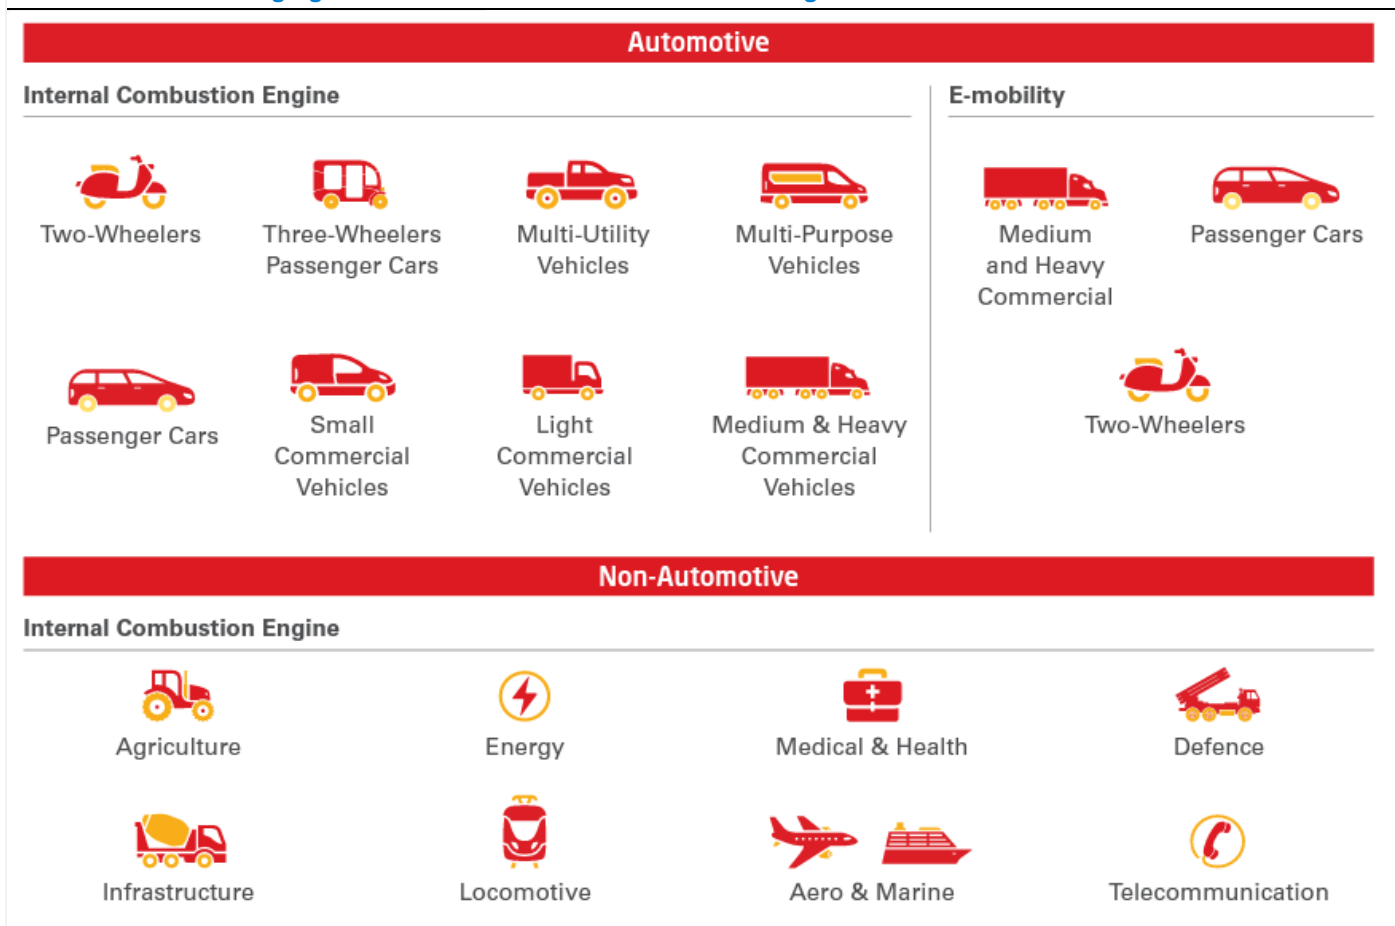 Automotive
Internal Combustion Engine
E-mobility
Two-Wheelers
Three-Wheelers
Passenger Cars
Multi-Utility
Vehicles
Multi-Purpose
Vehicles
Medium
and Heavy
Commercial
Passenger Cars
Passenger Cars
Small
Commercial
Vehicles
Light
Commercial
Vehicles
Medium & Heavy
Commercial
Vehicles
Two-Wheelers
Non-Automotive
Internal Combustion Engine
Agriculture
Energy
Medical & Health
Defence
Infrastructure
Locomotive
Aero & Marine
Telecommunication